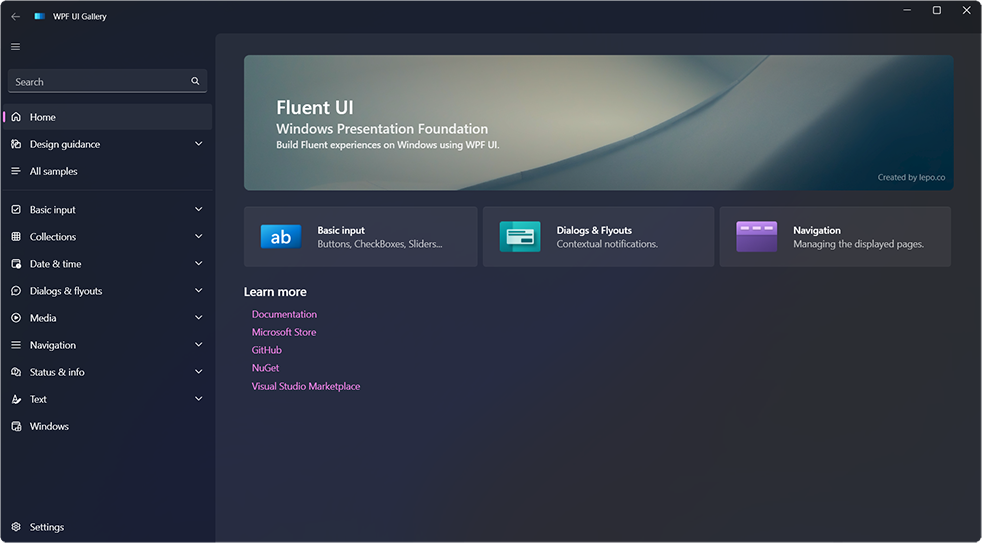 WPF UI Gallery
Search
Home
Design guidance
All samples
Basic input
Collections
Date & time
Dialogs & flyouts
Media
Navigation
Status & info
Text
Windows
Settings
Fluent UI
Windows Presentation Foundation
Build Fluent experiences on Windows using WPF UI.
Created by lepo.co
ab
Basic input
Buttons, CheckBoxes, Sliders...
Dialogs & Flyouts
Contextual notifications.
Navigation
Managing the displayed pages.
Learn more
Documentation
Microsoft Store
GitHub
NuGet
Visual Studio Marketplace